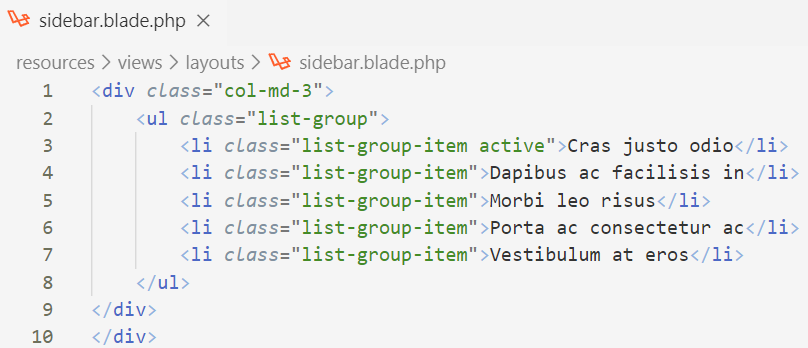 sidebar.blade.php ×
resources > views > layouts > sidebar.blade.php
1 <div class="col-md-3">
2 <ul class="list-group">
3 <li class="list-group-item active">Cras justo odio</li>
4 <li class="list-group-item">Dapibus ac facilisis in</li>
5 <li class="list-group-item">Morbi leo risus</li>
6 <li class="list-group-item">Porta ac consectetur ac</li>
7 <li class="list-group-item">Vestibulum at eros</li>
8 </ul>
9 </div>
10 </div>